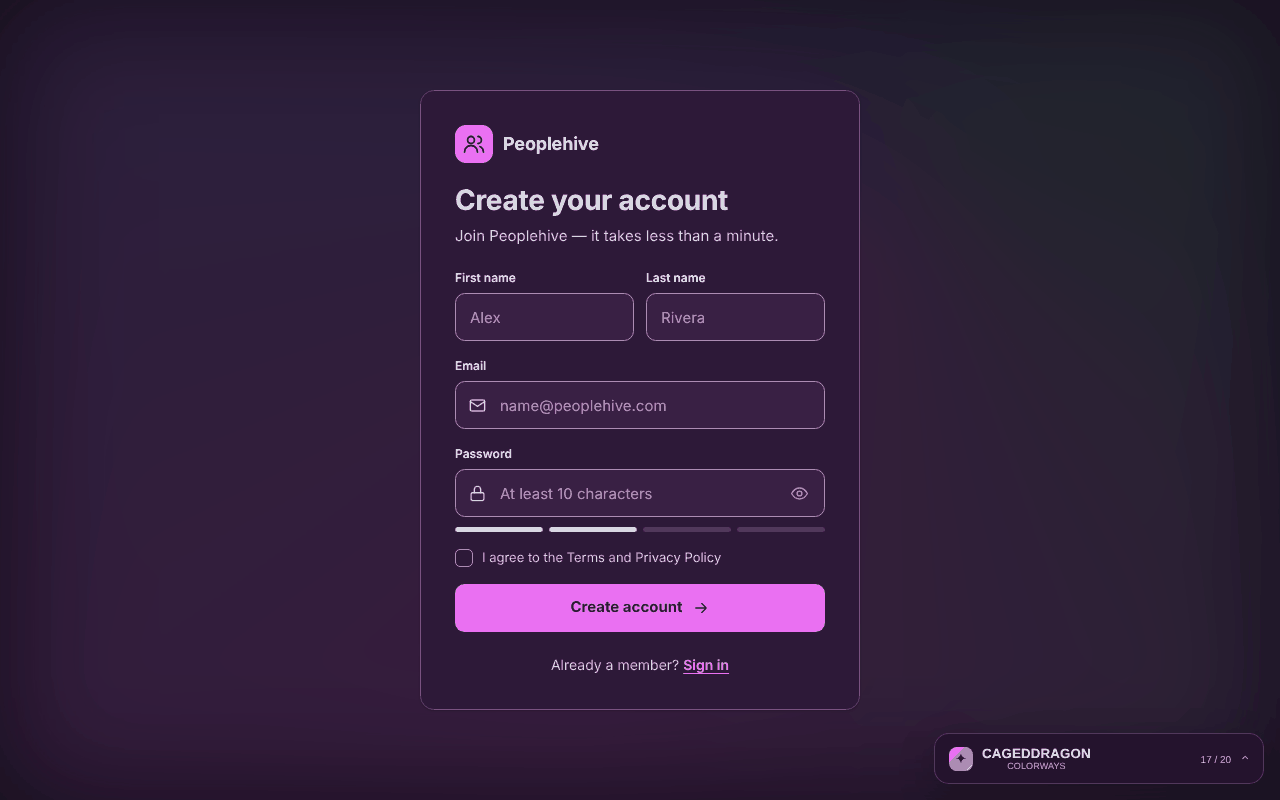 Peoplehive
Create your account
Join Peoplehive — it takes less than a minute.
First name
Last name
Alex
Rivera
Email
name@peoplehive.com
Password
At least 10 characters
I agree to the Terms and Privacy Policy
Create account →
Already a member? Sign in
CAGEDDRAGON
COLORWAYS
17 / 20